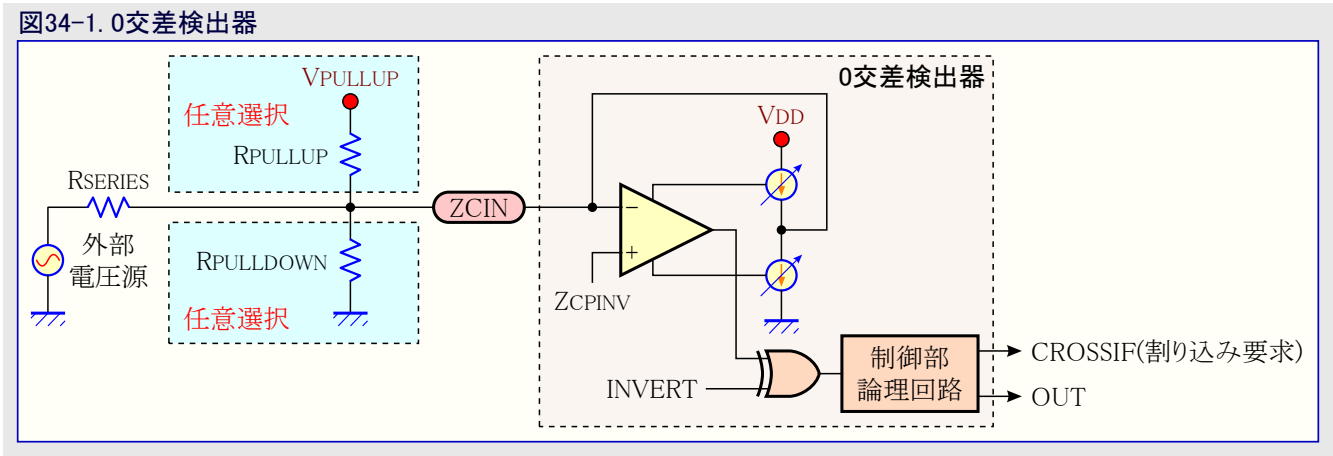 図34-1. 0交差検出器
0交差検出器
VPULLUP
任意選択
RPULLUP
VDD
RSERIES
ZCIN
−
外部
電圧源
RPULLDOWN
+
ZCPINV
任意選択
制御部
論理回路
CROSSIF(割り込み要求)
INVERT
OUT